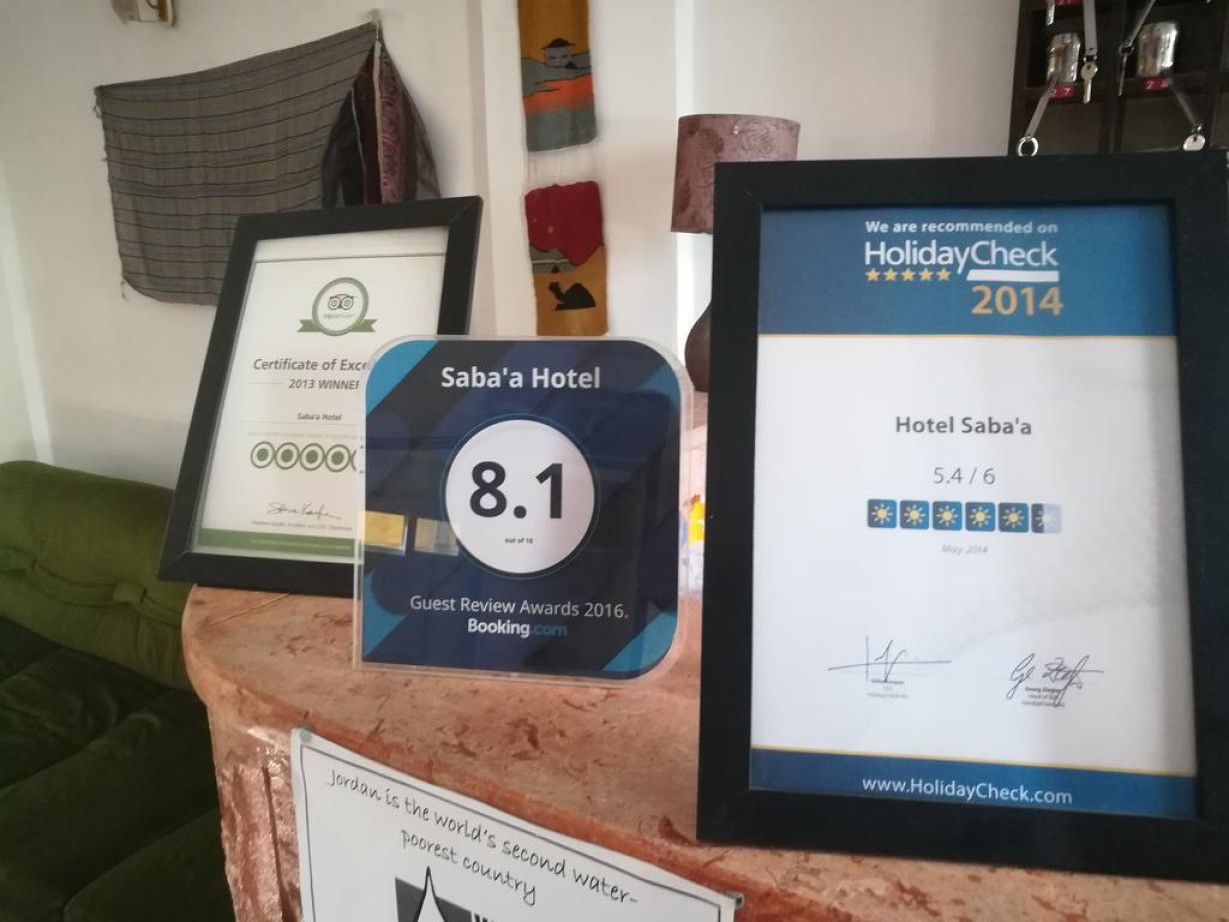 Certificate of Exce
2013 WINNER
Saba'a Hotel
Saba'a Hotel
8.1
out of 10
Guest Review Awards 2016.
Booking.com
We are recommended on
HolidayCheck
2014
Hotel Saba'a
5.4 / 6
May 2014
www.HolidayCheck.com
Jordan is the world's second water-
poorest country